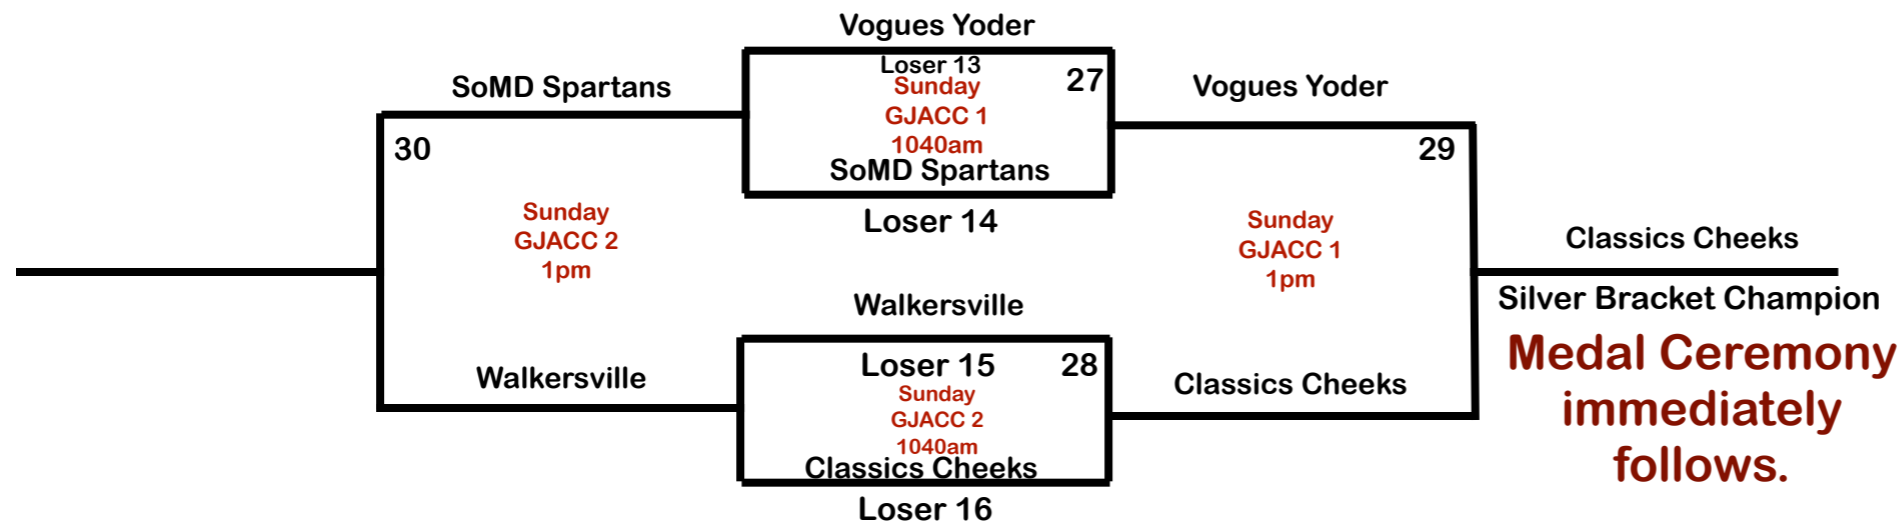 Vogues Yoder
Loser 13
Sunday
GJACC 1
1040am
27
SoMD Spartans
Loser 14
SoMD Spartans
30
Sunday
GJACC 2
1pm
Walkersville
Walkersville
Loser 15
28
Sunday
GJACC 2
1040am
Classics Cheeks
Loser 16
Vogues Yoder
29
Sunday
GJACC 1
1pm
Classics Cheeks
Classics Cheeks
Silver Bracket Champion
Medal Ceremony
immediately
follows.